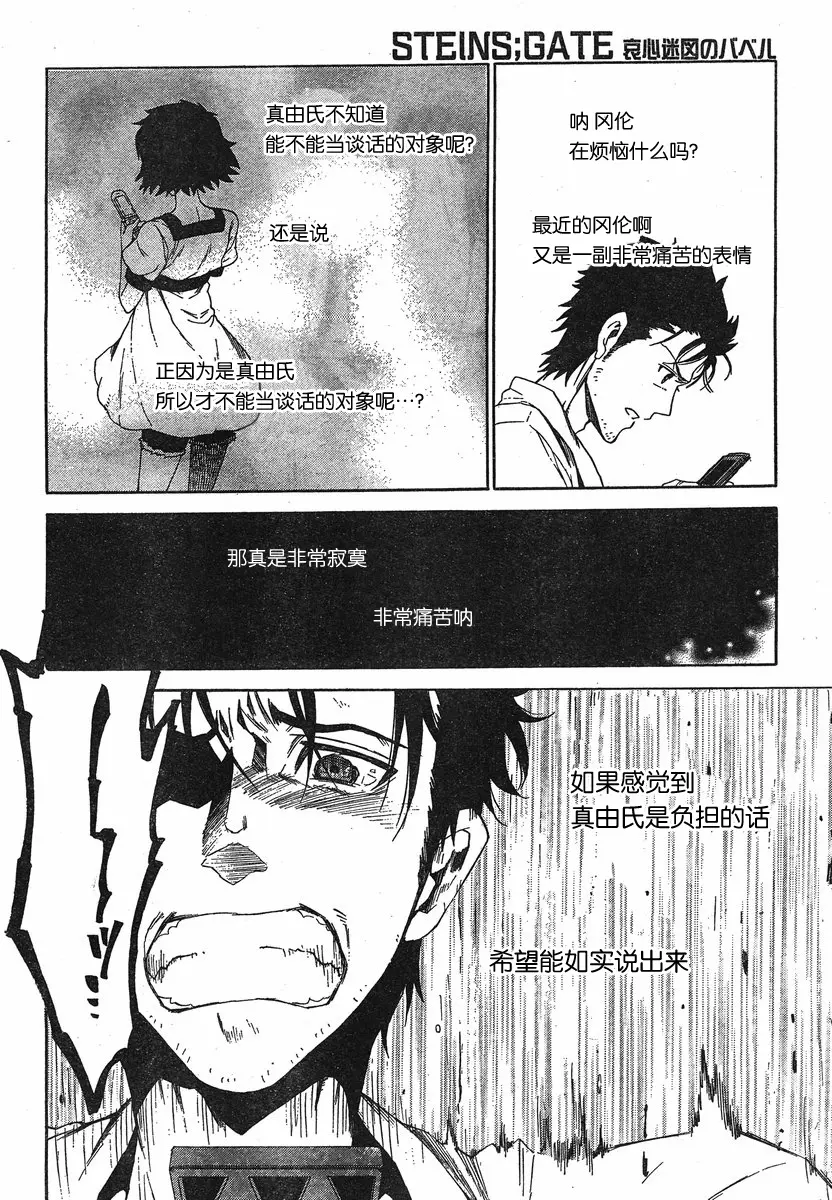 STEINS;GATE 哀心迷図のバベル
呐 冈伦
在烦恼什么吗?
最近的冈伦啊
又是一副非常痛苦的表情
真由氏不知道
能不能当谈话的对象呢?
还是说
正因为是真由氏
所以才不能当谈话的对象呢…?
那真是非常寂寞
非常痛苦呐
如果感觉到
真由氏是负担的话
希望能如实说出来